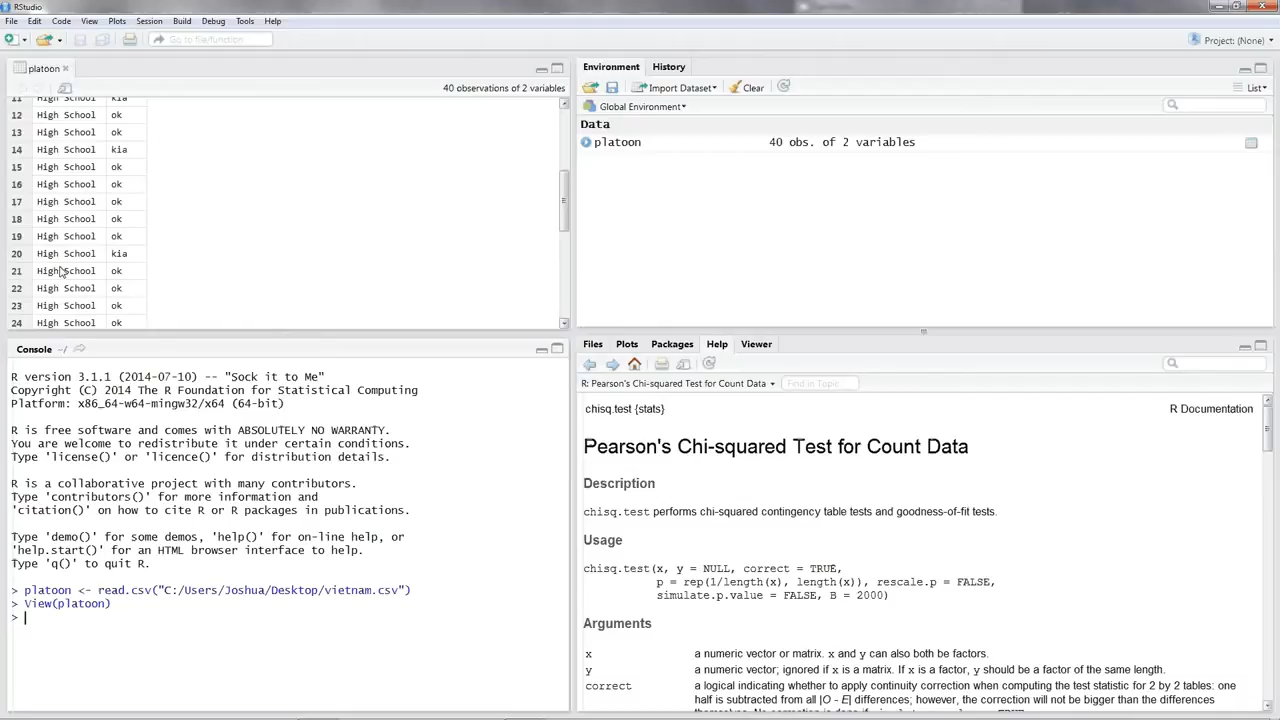 RStudio
File Edit Code View Plots Session Build Debug Tools Help
Go to file/function
Project: (None)
platoon
40 observations of 2 variables
11 High School kia
12 High School ok
13 High School ok
14 High School kia
15 High School ok
16 High School ok
17 High School ok
18 High School ok
19 High School ok
20 High School kia
21 High School ok
22 High School ok
23 High School ok
24 High School ok
Console ~/
R version 3.1.1 (2014-07-10) -- "Sock it to Me"
Copyright (C) 2014 The R Foundation for Statistical Computing
Platform: x86_64-w64-mingw32/x64 (64-bit)
R is free software and comes with ABSOLUTELY NO WARRANTY.
You are welcome to redistribute it under certain conditions.
Type 'license()' or 'licence()' for distribution details.
R is a collaborative project with many contributors.
Type 'contributors()' for more information and
'citation()' on how to cite R or R packages in publications.
Type 'demo()' for some demos, 'help()' for on-line help, or
'help.start()' for an HTML browser interface to help.
Type 'q()' to quit R.
> platoon <- read.csv("C:/Users/Joshua/Desktop/vietnam.csv")
> View(platoon)
>
Environment History
Import Dataset Clear List
Global Environment
Data
platoon 40 obs. of 2 variables
Files Plots Packages Help Viewer
R: Pearson's Chi-squared Test for Count Data Find in Topic
chisq.test {stats} R Documentation
Pearson's Chi-squared Test for Count Data
Description
chisq.test performs chi-squared contingency table tests and goodness-of-fit tests.
Usage
chisq.test(x, y = NULL, correct = TRUE,
p = rep(1/length(x), length(x)), rescale.p = FALSE,
simulate.p.value = FALSE, B = 2000)
Arguments
x a numeric vector or matrix. x and y can also both be factors.
y a numeric vector; ignored if x is a matrix. If x is a factor, y should be a factor of the same length.
correct a logical indicating whether to apply continuity correction when computing the test statistic for 2 by 2 tables: one
half is subtracted from all |O - E| differences; however, the correction will not be bigger than the differences